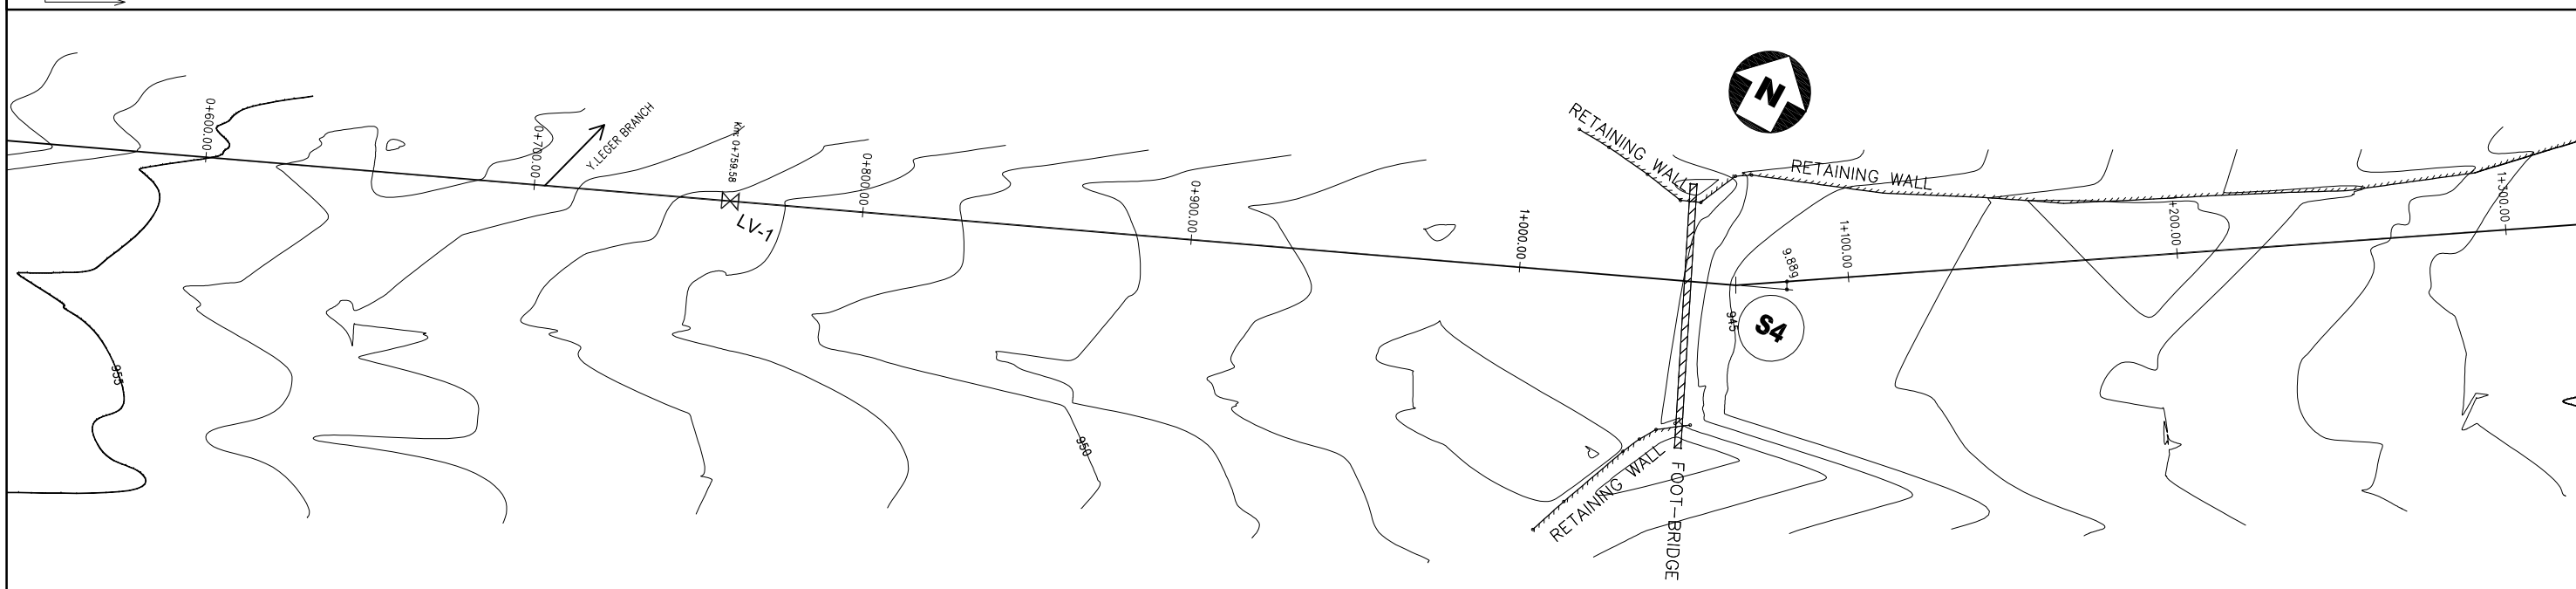 0+600.00
0+700.00
Y.LEGER BRANCH
Km: 0+759.58
LV-1
0+800.00
0+900.00
1+000.00
RETAINING WALL
N
RETAINING WALL
1+100.00
9.88g
945
S4
+200.00
1+300.00
955
950
RETAINING WALL
FOOT-BRIDGE